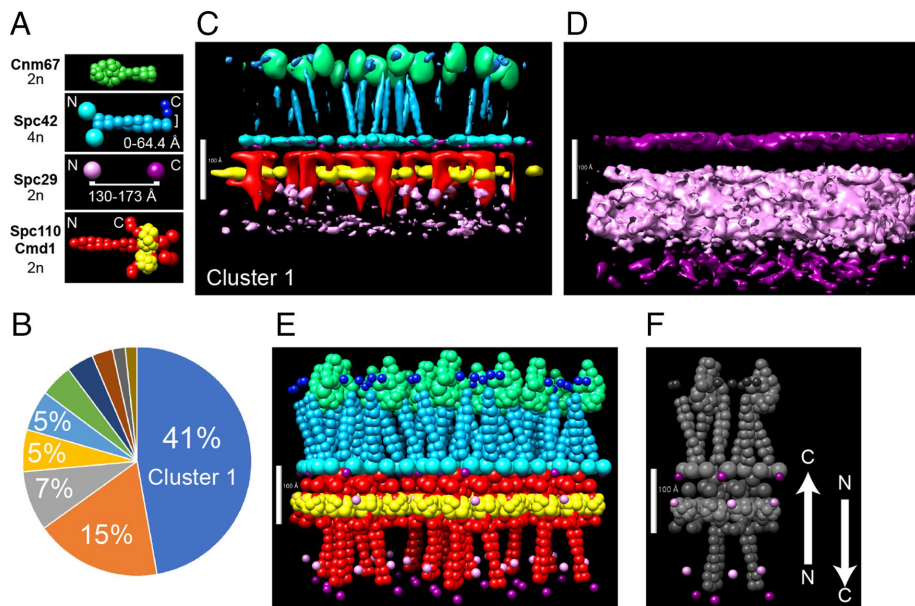 A
Cnm67
2n
N C
Spc42
4n
0-64.4 Å
N C
Spc29
2n
130-173 Å
Spc110
Cmd1
2n
N C
B
41%
Cluster 1
15%
7%
5%
5%
C
100 Å
Cluster 1
D
100 Å
E
100 Å
F
100 Å
C
N
N
C